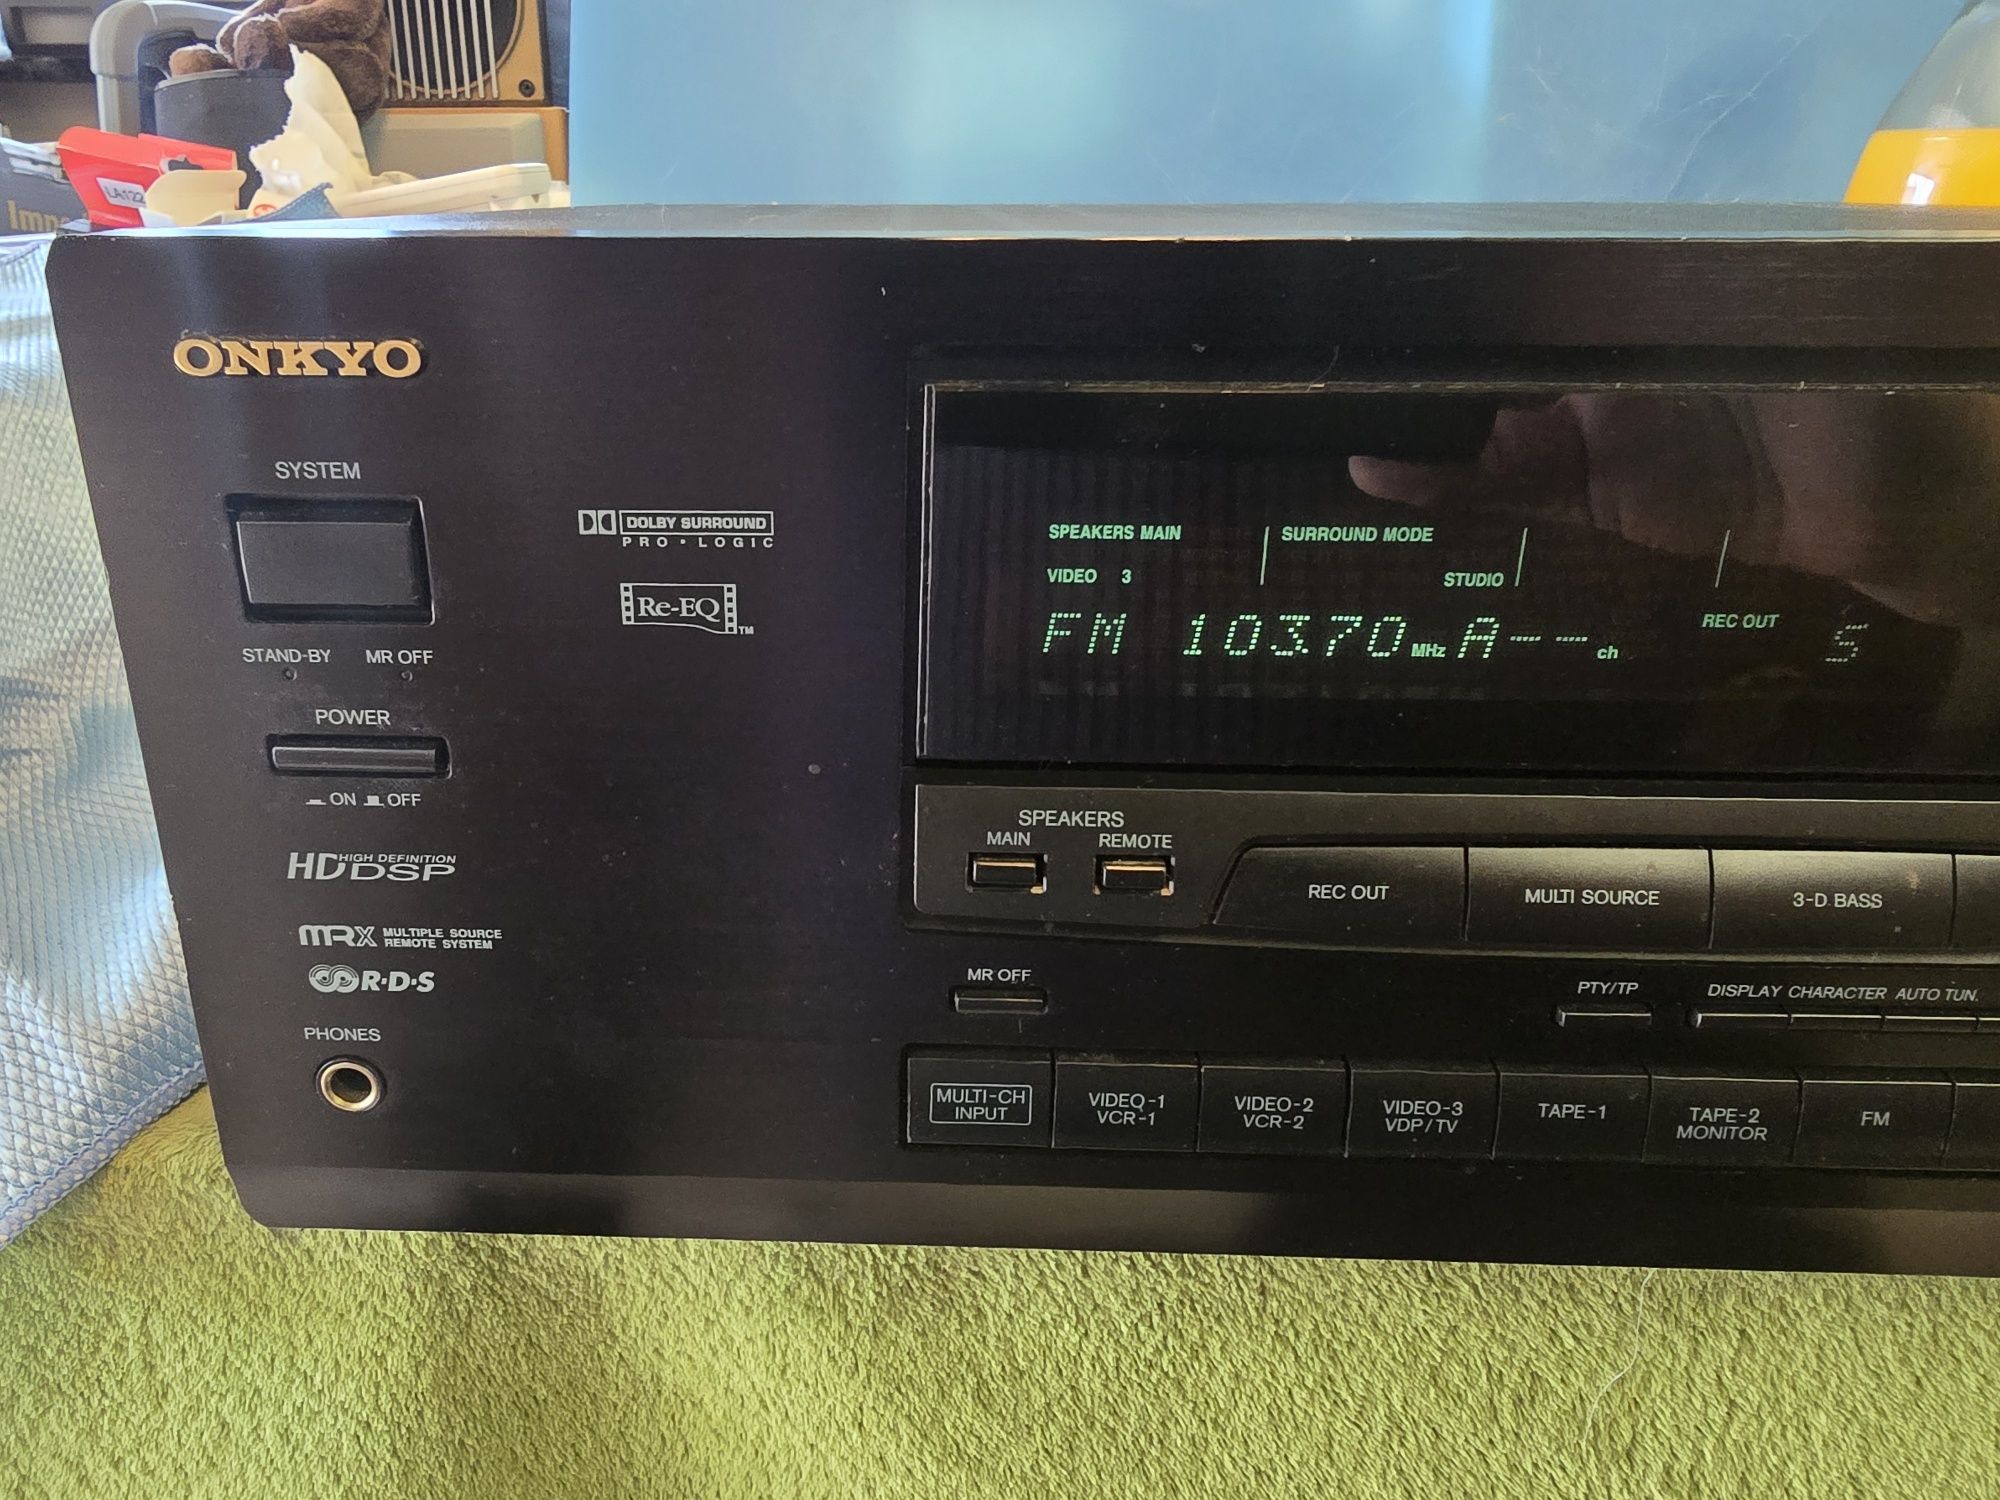 LA122
ONKYO
SYSTEM
STAND-BY MR OFF
POWER
ON OFF
HD HIGH DEFINITION
DSP
MRX MULTIPLE SOURCE
REMOTE SYSTEM
R·D·S
PHONES
DOLBY SURROUND
PRO·LOGIC
Re-EQ TM
SPEAKERS MAIN SURROUND MODE
VIDEO 3 STUDIO
FM 103.70 MHz A-- ch REC OUT S
SPEAKERS
MAIN REMOTE
REC OUT MULTI SOURCE 3-D BASS
MR OFF
PTY/TP DISPLAY CHARACTER AUTO TUN.
MULTI-CH
INPUT
VIDEO-1
VCR-1
VIDEO-2
VCR-2
VIDEO-3
VDP/TV
TAPE-1
TAPE-2
MONITOR
FM